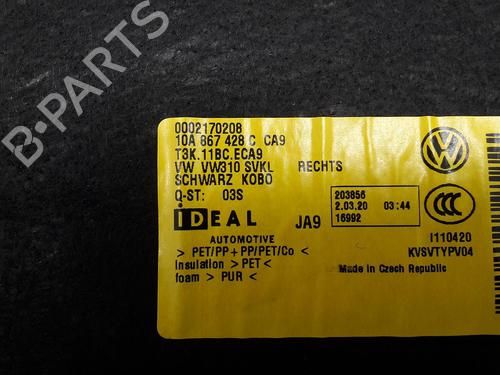 B-PARTS
0002170208
10A 867 428 C CA9
T3K.11BC.ECA9
VW VW310 SVKL RECHTS
SCHWARZ KOBO
Q-ST: 03S
IDEAL
AUTOMOTIVE
JA9
203856
2.03.20 03:44
16992
I110420
KVSVTYPV04
> PET/PP+PP/PET/Co <
insulation > PET <
foam > PUR <
Made in Czech Republic